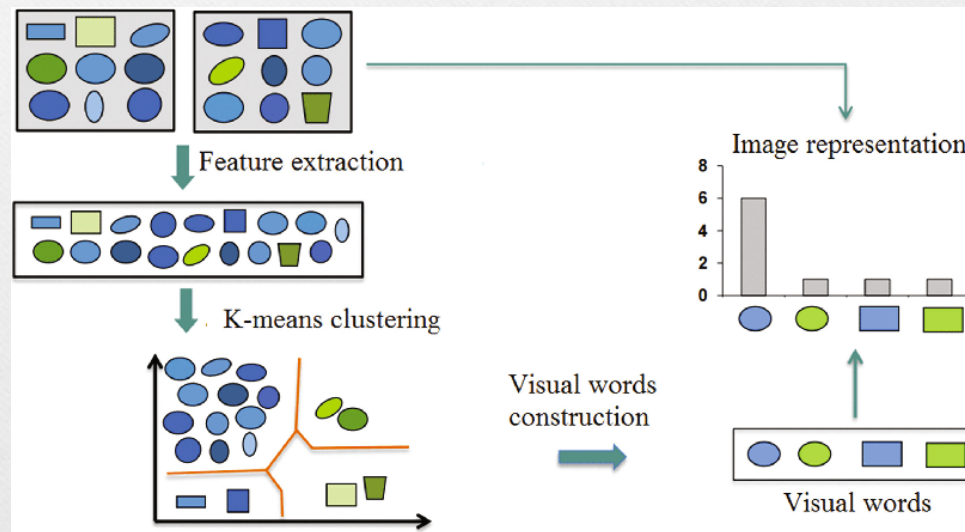 Feature extraction
Image representation
8
6
4
2
0
K-means clustering
Visual words
construction
Visual words